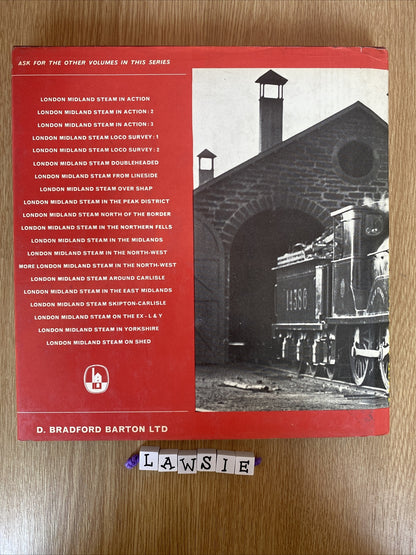 ASK FOR THE OTHER VOLUMES IN THIS SERIES
LONDON MIDLAND STEAM IN ACTION
LONDON MIDLAND STEAM IN ACTION : 2
LONDON MIDLAND STEAM IN ACTION : 3
LONDON MIDLAND STEAM LOCO SURVEY : 1
LONDON MIDLAND STEAM LOCO SURVEY : 2
LONDON MIDLAND STEAM DOUBLEHEADED
LONDON MIDLAND STEAM FROM LINESIDE
LONDON MIDLAND STEAM OVER SHAP
LONDON MIDLAND STEAM IN THE PEAK DISTRICT
LONDON MIDLAND STEAM NORTH OF THE BORDER
LONDON MIDLAND STEAM IN THE NORTHERN FELLS
LONDON MIDLAND STEAM IN THE MIDLANDS
LONDON MIDLAND STEAM IN THE NORTH-WEST
MORE LONDON MIDLAND STEAM IN THE NORTH-WEST
LONDON MIDLAND STEAM AROUND CARLISLE
LONDON MIDLAND STEAM IN THE EAST MIDLANDS
LONDON MIDLAND STEAM SKIPTON-CARLISLE
LONDON MIDLAND STEAM ON THE EX - L & Y
LONDON MIDLAND STEAM IN YORKSHIRE
LONDON MIDLAND STEAM ON SHED
D. BRADFORD BARTON LTD
LAWSIE